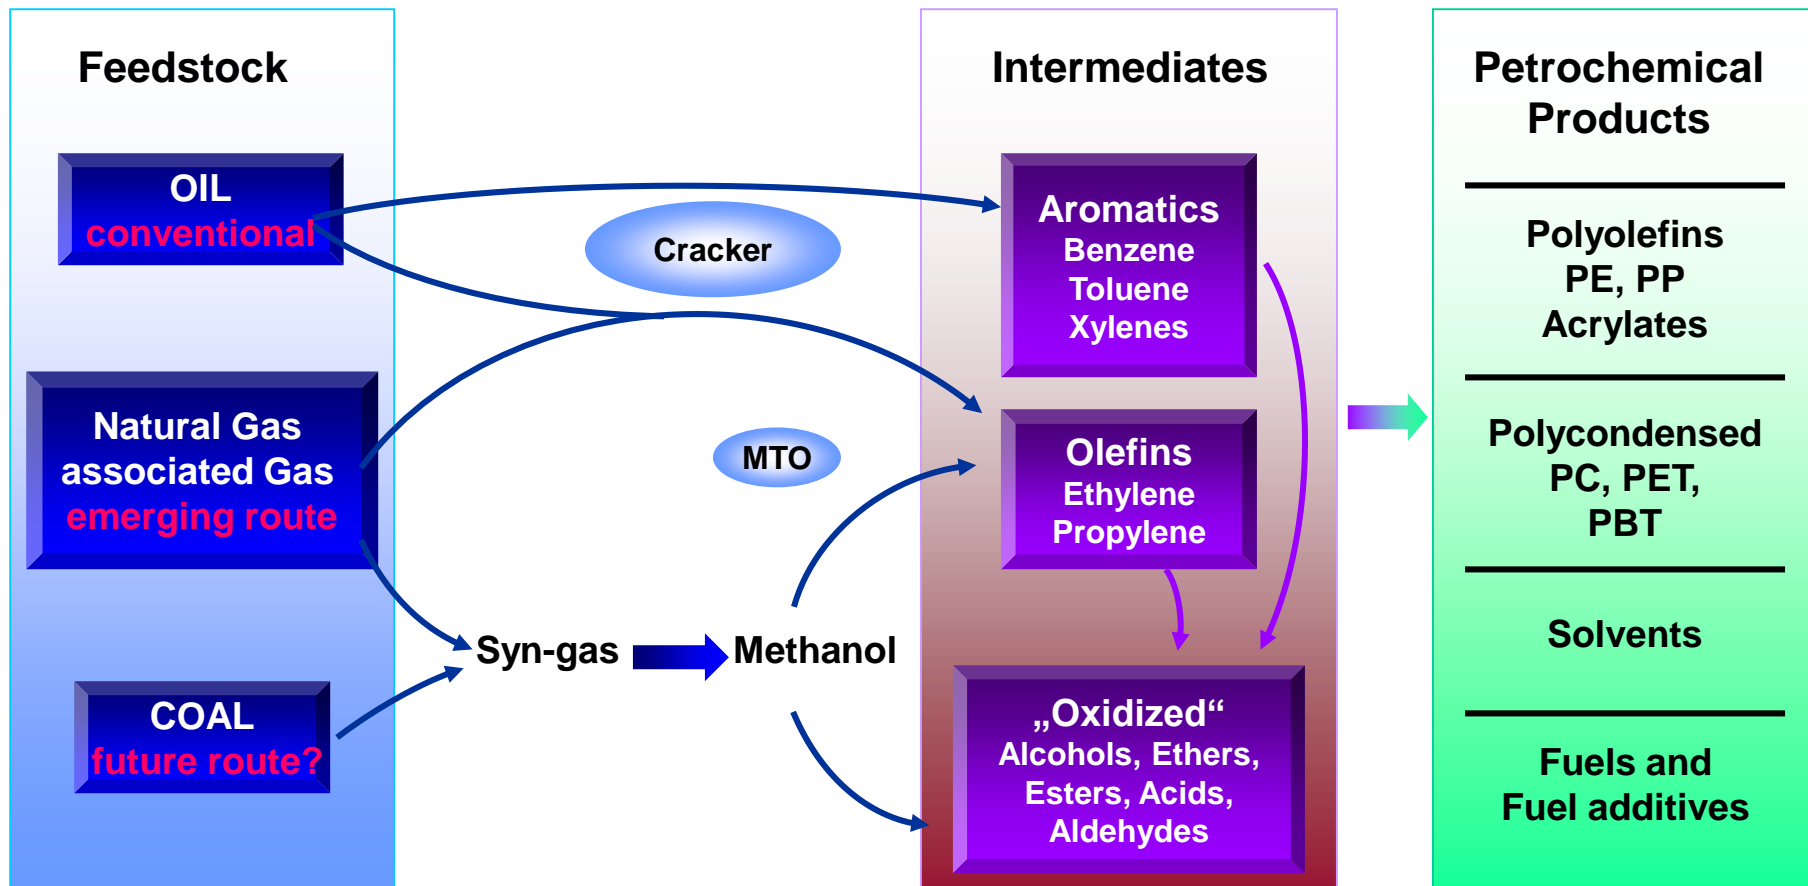 Feedstock
OIL
conventional
Natural Gas
associated Gas
emerging route
COAL
future route?
Cracker
MTO
Syn-gas
Methanol
Intermediates
Aromatics
Benzene
Toluene
Xylenes
Olefins
Ethylene
Propylene
„Oxidized“
Alcohols, Ethers,
Esters, Acids,
Aldehydes
Petrochemical
Products
Polyolefins
PE, PP
Acrylates
Polycondensed
PC, PET,
PBT
Solvents
Fuels and
Fuel additives